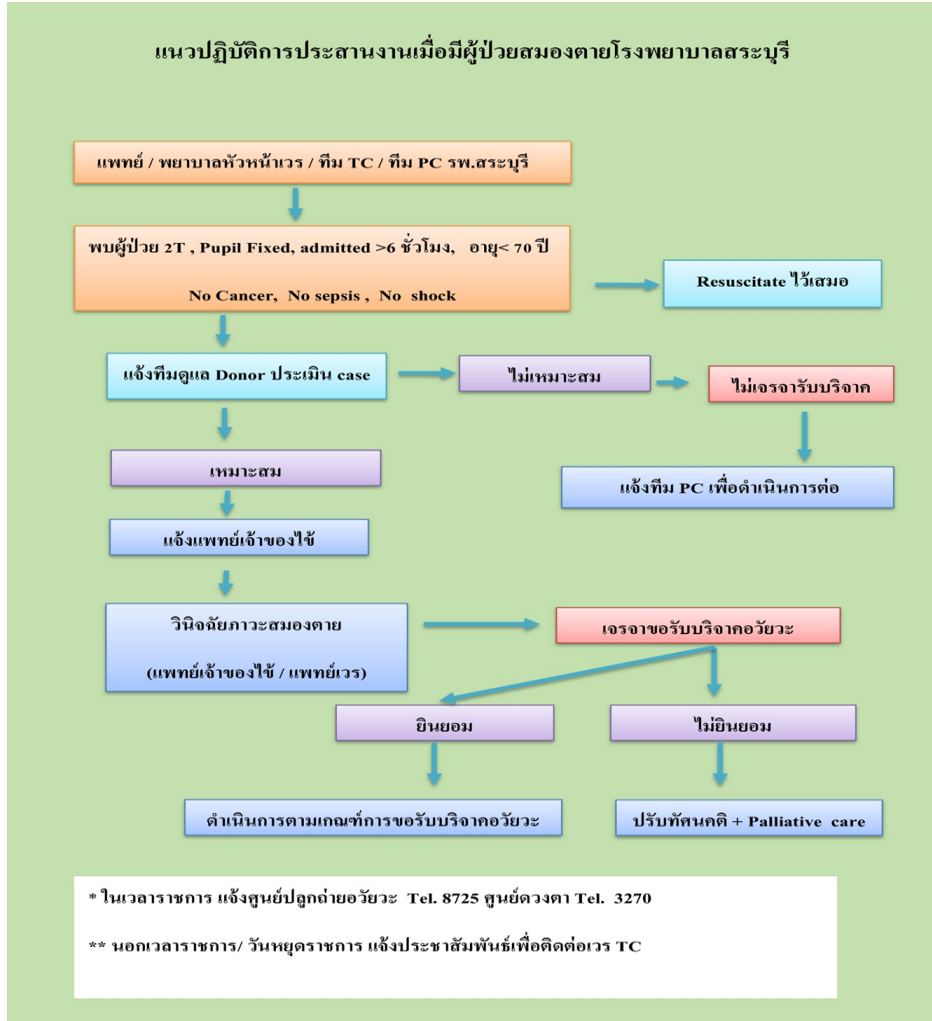 แนวปฏิบัติการประสานงานเมื่อมีผู้ป่วยสมองตายโรงพยาบาลสระบุรี
แพทย์ / พยาบาลหัวหน้าเวร / ทีม TC / ทีม PC รพ.สระบุรี
พบผู้ป่วย 2T , Pupil Fixed, admitted >6 ชั่วโมง, อายุ< 70 ปี
No Cancer, No sepsis , No shock
Resuscitate ไว้เสมอ
แจ้งทีมดูแล Donor ประเมิน case
ไม่เหมาะสม
ไม่เจรจารับบริจาค
เหมาะสม
แจ้งทีม PC เพื่อดำเนินการต่อ
แจ้งแพทย์เจ้าของไข้
วินิจฉัยภาวะสมองตาย
(แพทย์เจ้าของไข้ / แพทย์เวร)
เจรจาขอรับบริจาคอวัยวะ
ยินยอม
ไม่ยินยอม
ดำเนินการตามเกณฑ์การขอรับบริจาคอวัยวะ
ปรับทัศนคติ + Palliative care
* ในเวลาราชการ แจ้งศูนย์ปลูกถ่ายอวัยวะ Tel. 8725 ศูนย์ดวงตา Tel. 3270
** นอกเวลาราชการ/ วันหยุดราชการ แจ้งประชาสัมพันธ์เพื่อติดต่อเวร TC